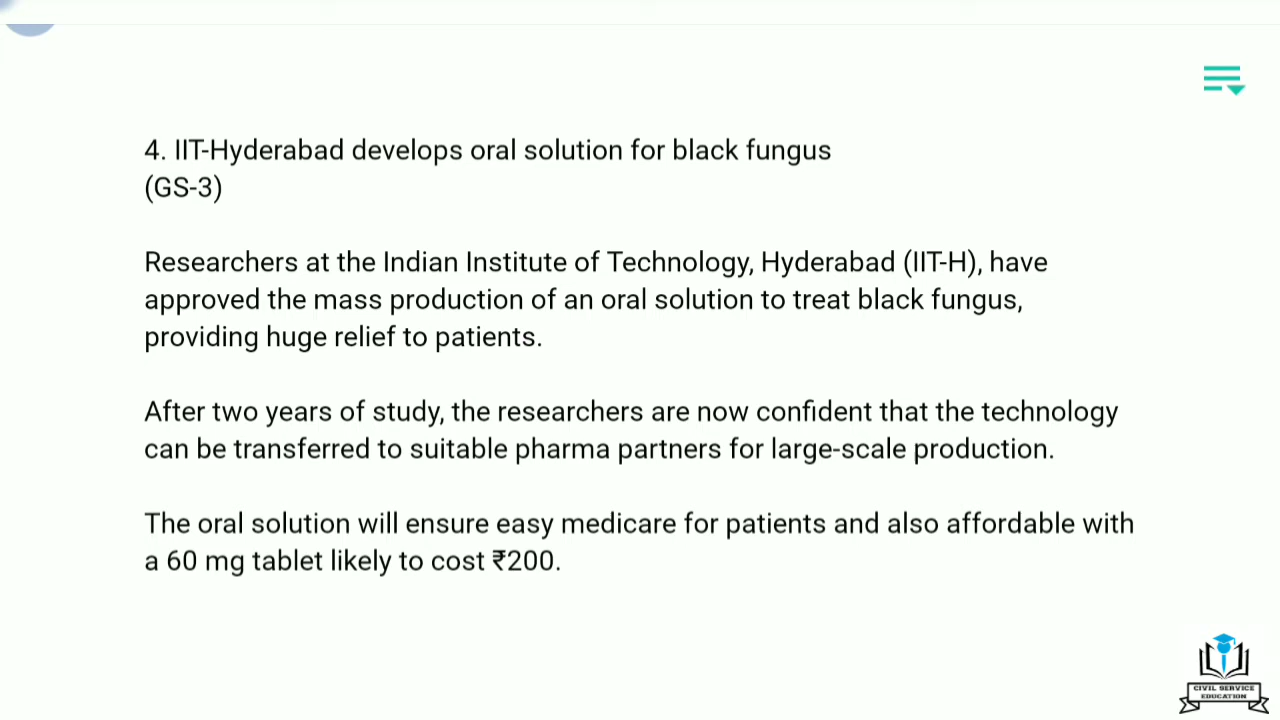 4. IIT-Hyderabad develops oral solution for black fungus
(GS-3)
Researchers at the Indian Institute of Technology, Hyderabad (IIT-H), have
approved the mass production of an oral solution to treat black fungus,
providing huge relief to patients.
After two years of study, the researchers are now confident that the technology
can be transferred to suitable pharma partners for large-scale production.
The oral solution will ensure easy medicare for patients and also affordable with
a 60 mg tablet likely to cost ₹200.
CIVIL SERVICE
EDUCATION